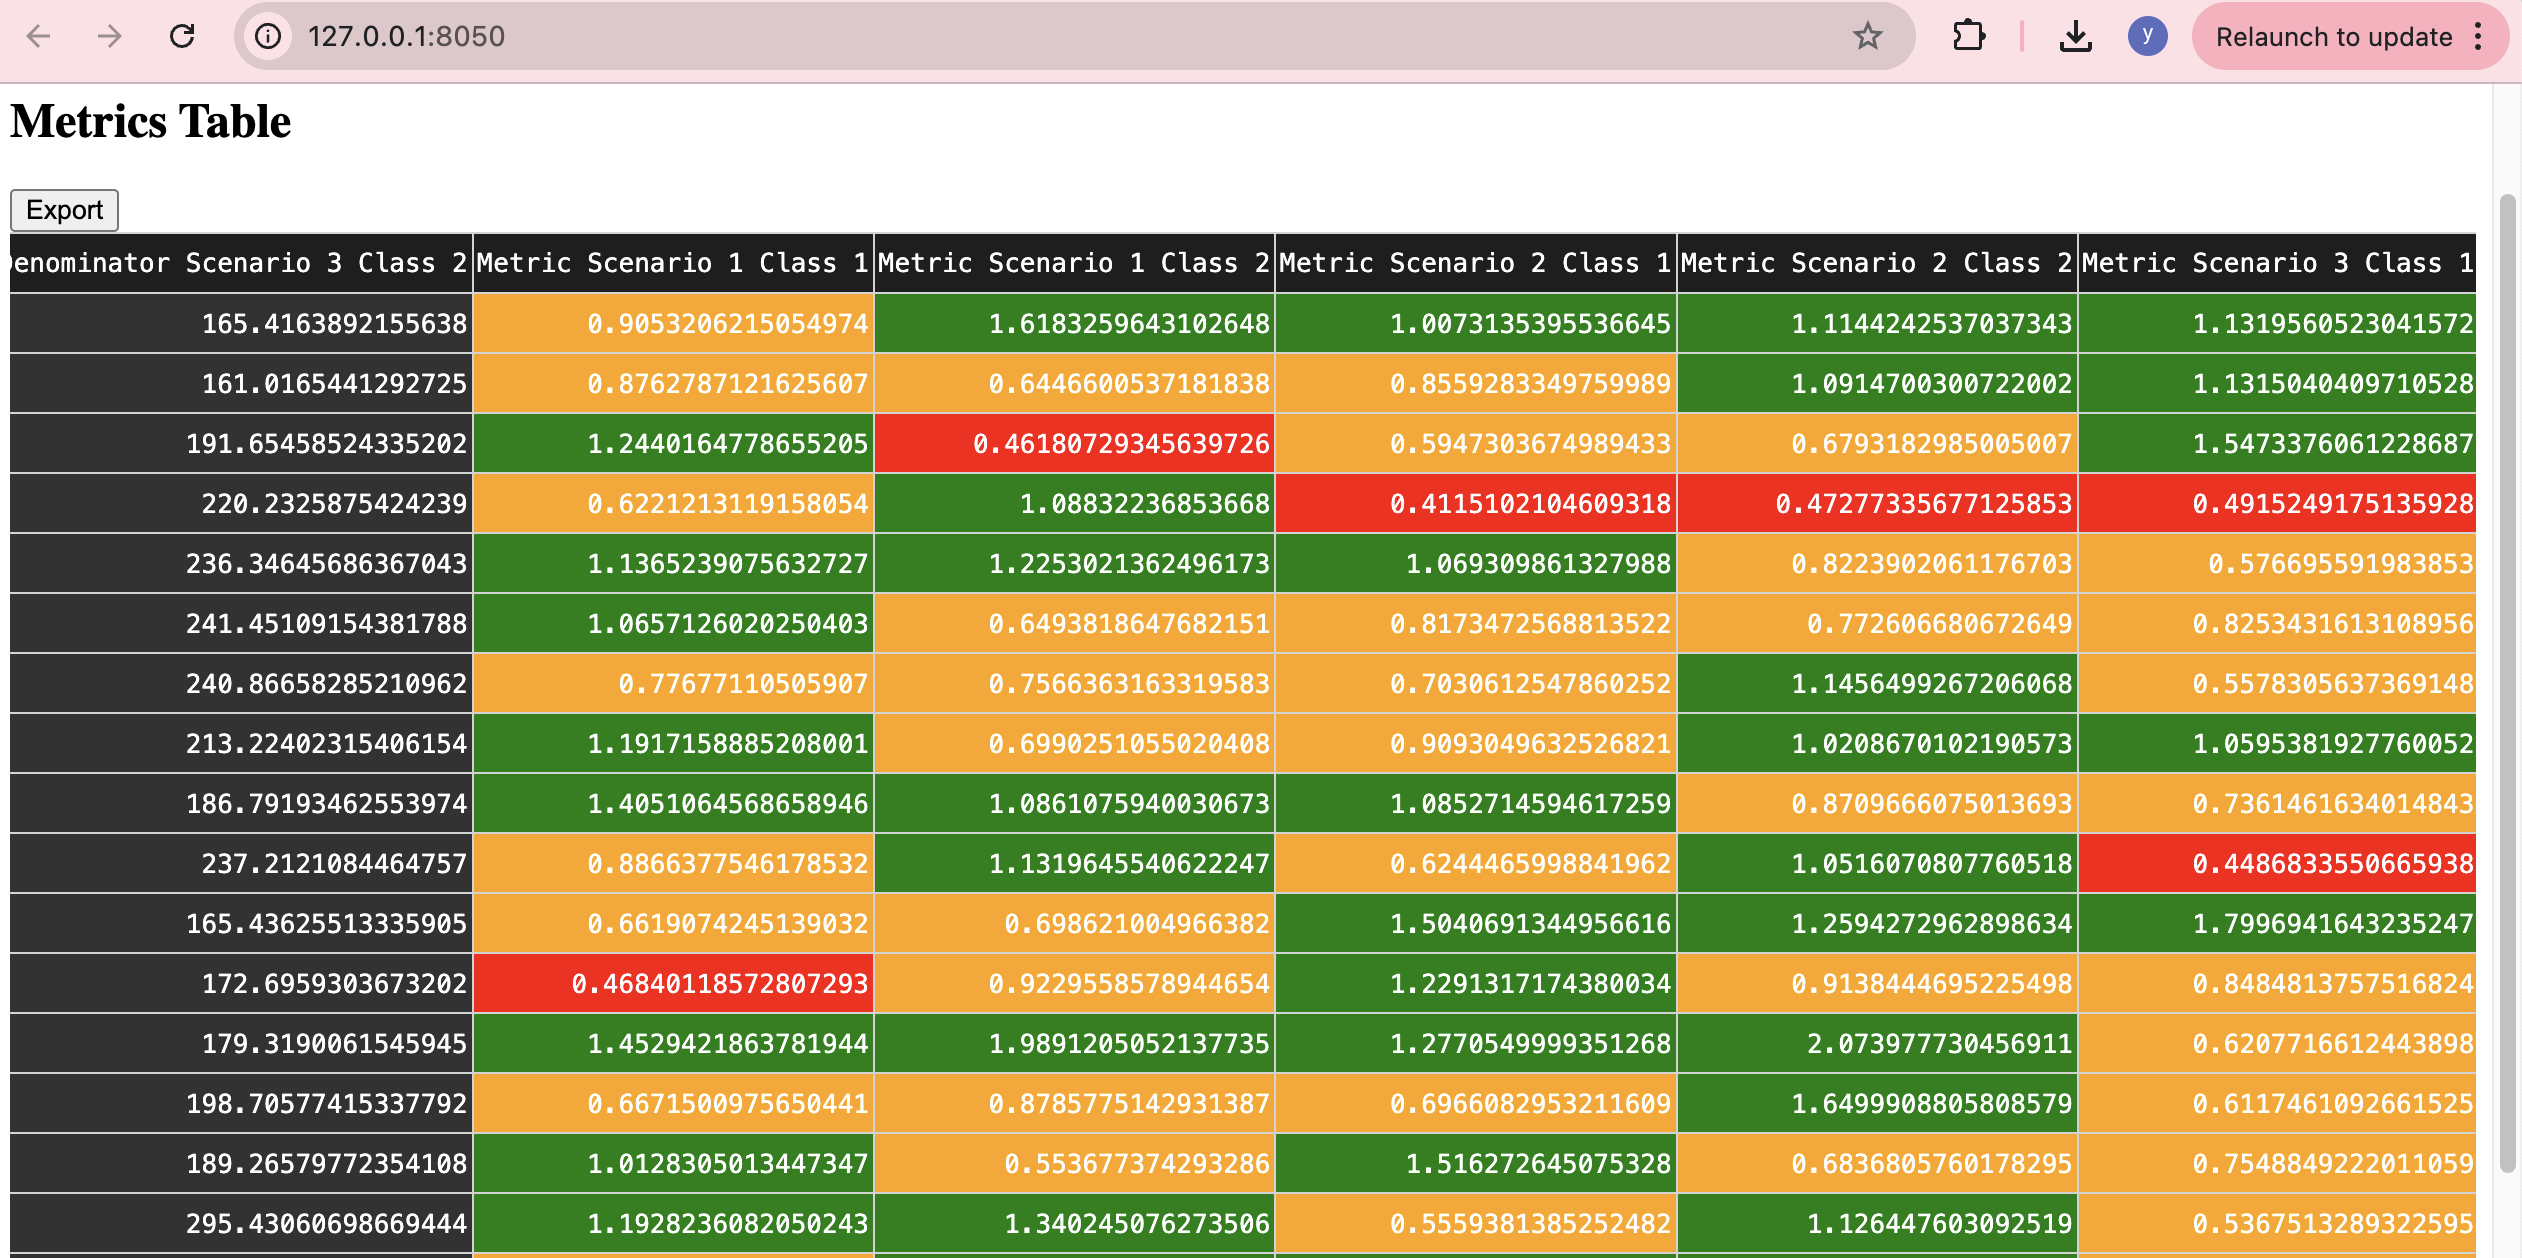 127.0.0.1:8050
y
Relaunch to update
Metrics Table
Export
Denominator Scenario 3 Class 2 Metric Scenario 1 Class 1 Metric Scenario 1 Class 2 Metric Scenario 2 Class 1 Metric Scenario 2 Class 2 Metric Scenario 3 Class 1
165.4163892155638 0.9053206215054974 1.6183259643102648 1.0073135395536645 1.1144242537037343 1.1319560523041572
161.0165441292725 0.8762787121625607 0.6446600537181838 0.8559283349759989 1.0914700300722002 1.1315040409710528
191.65458524335202 1.2440164778655205 0.46180729345639726 0.5947303674989433 0.6793182985005007 1.5473376061228687
220.2325875424239 0.6221213119158054 1.08832236853668 0.4115102104609318 0.47277335677125853 0.4915249175135928
236.34645686367043 1.1365239075632727 1.2253021362496173 1.069309861327988 0.8223902061176703 0.576695591983853
241.45109154381788 1.0657126020250403 0.6493818647682151 0.8173472568813522 0.772606680672649 0.8253431613108956
240.86658285210962 0.77677110505907 0.7566363163319583 0.7030612547860252 1.1456499267206068 0.5578305637369148
213.22402315406154 1.1917158885208001 0.6990251055020408 0.9093049632526821 1.0208670102190573 1.0595381927760052
186.79193462553974 1.4051064568658946 1.0861075940030673 1.0852714594617259 0.8709666075013693 0.7361461634014843
237.2121084464757 0.8866377546178532 1.1319645540622247 0.6244465998841962 1.0516070807760518 0.4486833550665938
165.43625513335905 0.6619074245139032 0.698621004966382 1.5040691344956616 1.2594272962898634 1.7996941643235247
172.6959303673202 0.46840118572807293 0.9229558578944654 1.2291317174380034 0.9138444695225498 0.8484813757516824
179.3190061545945 1.4529421863781944 1.9891205052137735 1.2770549999351268 2.073977730456911 0.6207716612443898
198.70577415337792 0.6671500975650441 0.8785775142931387 0.6966082953211609 1.6499908805808579 0.6117461092661525
189.26579772354108 1.0128305013447347 0.553677374293286 1.516272645075328 0.6836805760178295 0.7548849222011059
295.43060698669444 1.1928236082050243 1.340245076273506 0.5559381385252482 1.126447603092519 0.5367513289322595